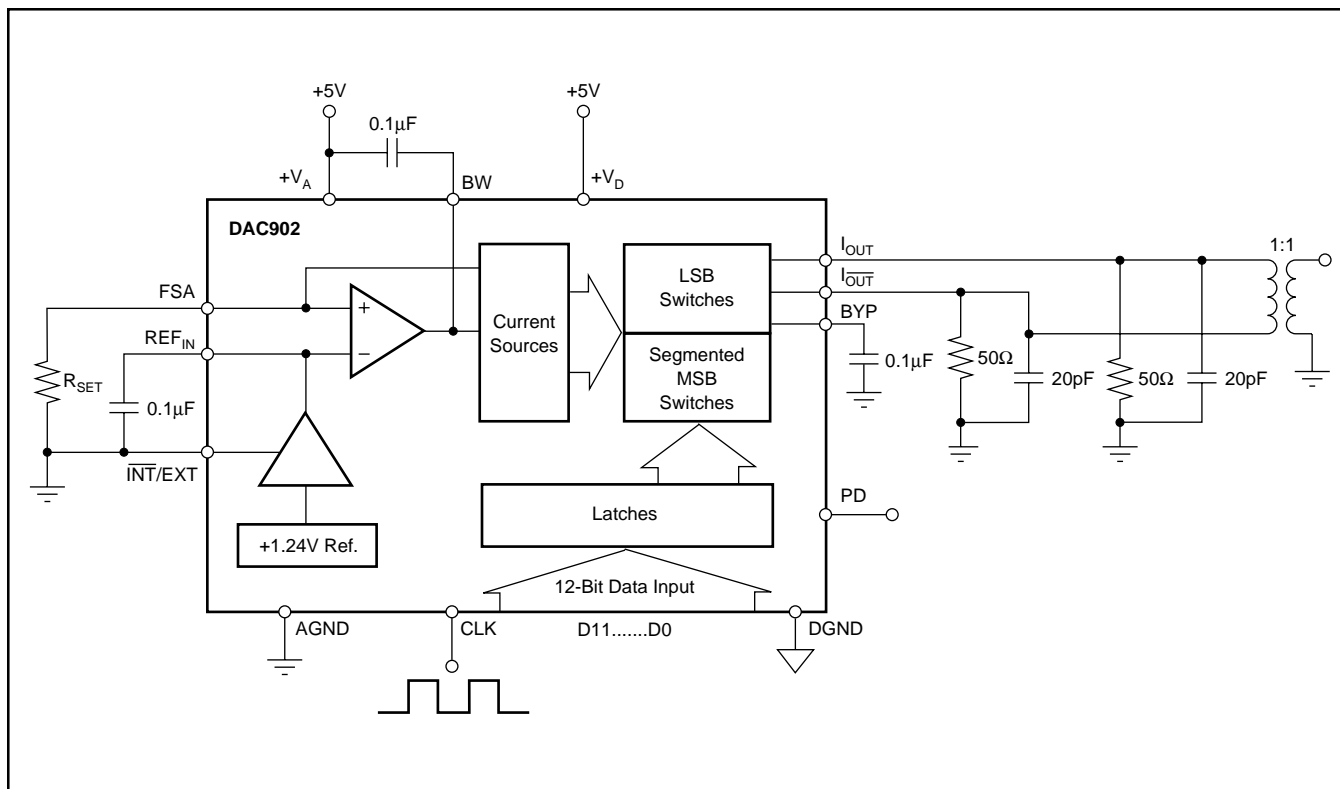 +5V
+5V
0.1µF
+VA
BW
+VD
DAC902
IOUT
1:1
LSB
Switches
IOUT
FSA
BYP
Current
Sources
REFIN
Segmented
MSB
Switches
0.1µF
50Ω
20pF
50Ω
20pF
RSET
0.1µF
INT/EXT
PD
Latches
+1.24V Ref.
12-Bit Data Input
AGND
CLK
D11.......D0
DGND